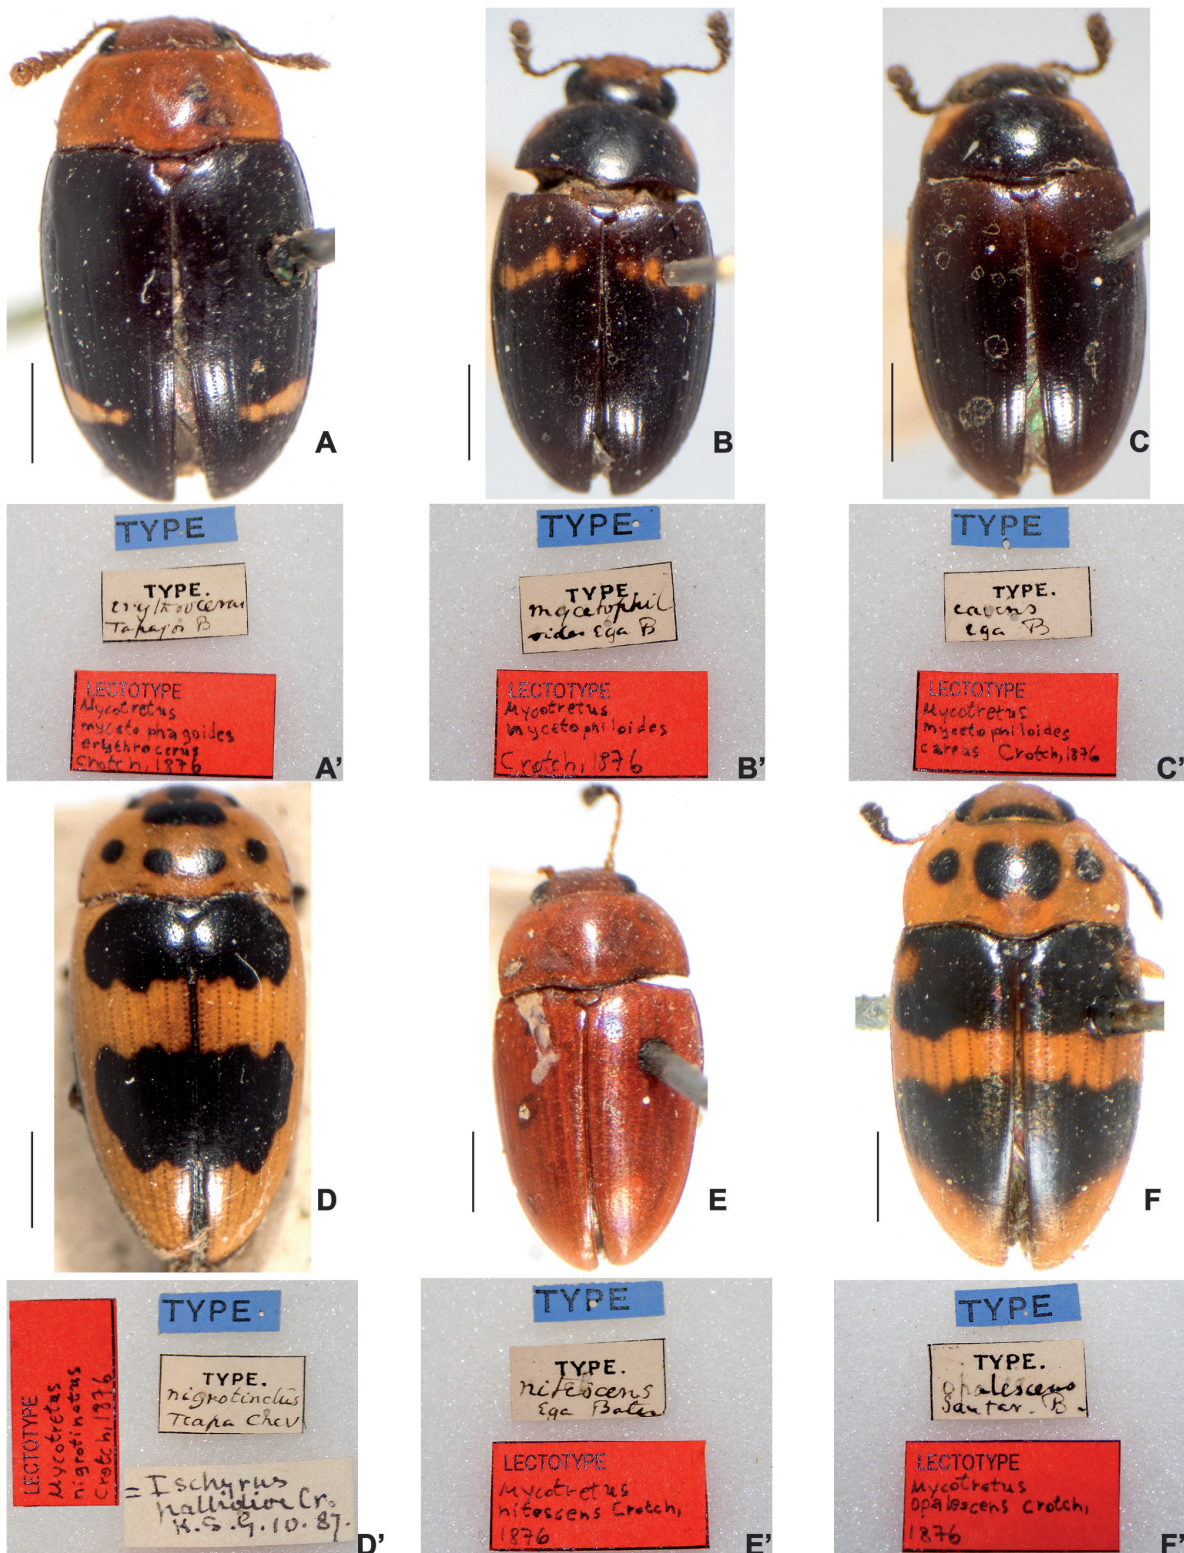 A
B
C
TYPE
TYPE.
erythrocerus
Tapajos B
LECTOTYPE
Mycotretus
mycetophagoides
erythrocerus
Crotch, 1876
A'
TYPE
TYPE.
mycetophil
oides Ega B
LECTOTYPE
Mycotretus
mycetophiloides
Crotch, 1876
B'
TYPE
TYPE.
Ega B
LECTOTYPE
Mycotretus
mycetophiloides
Crotch, 1876
C'
D
E
F
LECTOTYPE
Mycotretus
nigrotinctus
Crotch, 1876
TYPE
TYPE.
nigrotinctus
Teapa Chev
= Ischyrus
pallidior Cr.
K.S.G. 10.87.
D'
TYPE
TYPE.
nitescens
Ega Bates
LECTOTYPE
Mycotretus
nitescens Crotch,
1876
E'
TYPE
TYPE.
opalescens
Santar. B.
LECTOTYPE
Mycotretus
opalescens Crotch,
1876
F'